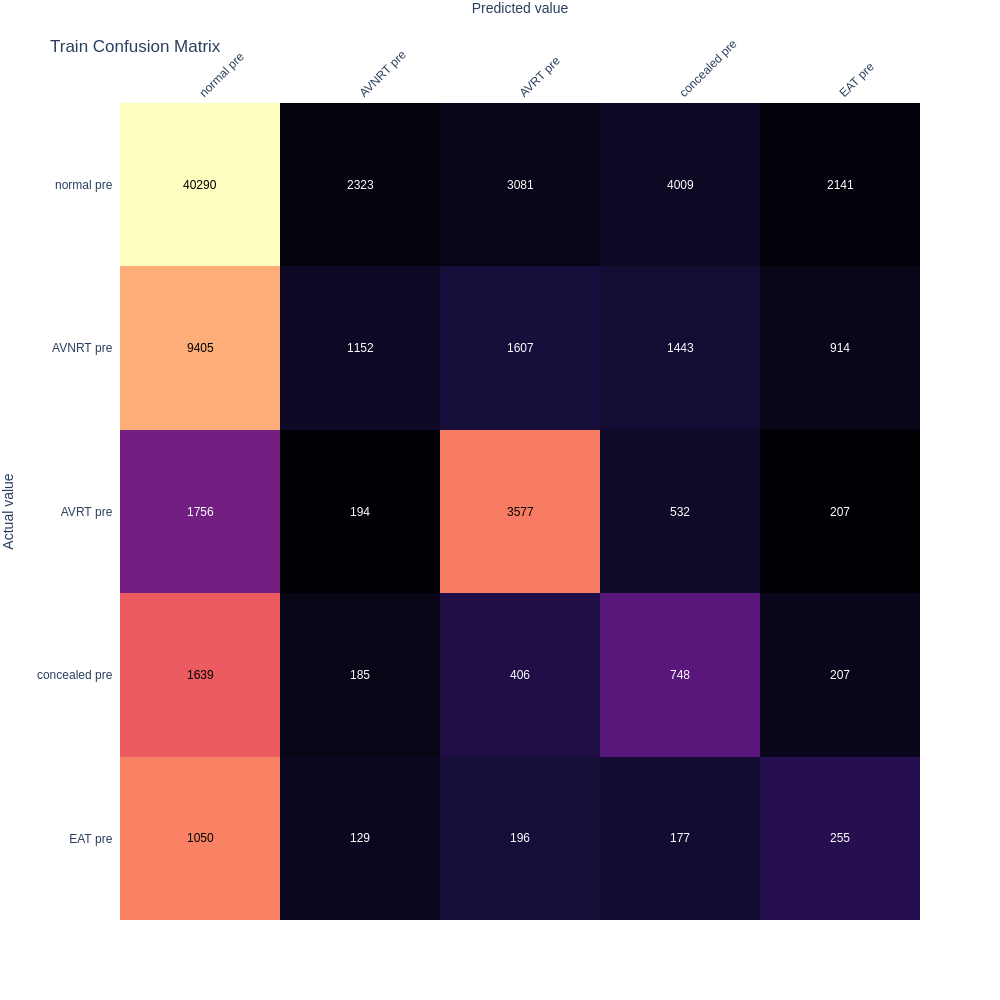 Predicted value
Train Confusion Matrix
normal pre AVNRT pre AVRT pre concealed pre EAT pre
normal pre 40290 2323 3081 4009 2141
AVNRT pre 9405 1152 1607 1443 914
Actual value
AVRT pre 1756 194 3577 532 207
concealed pre 1639 185 406 748 207
EAT pre 1050 129 196 177 255